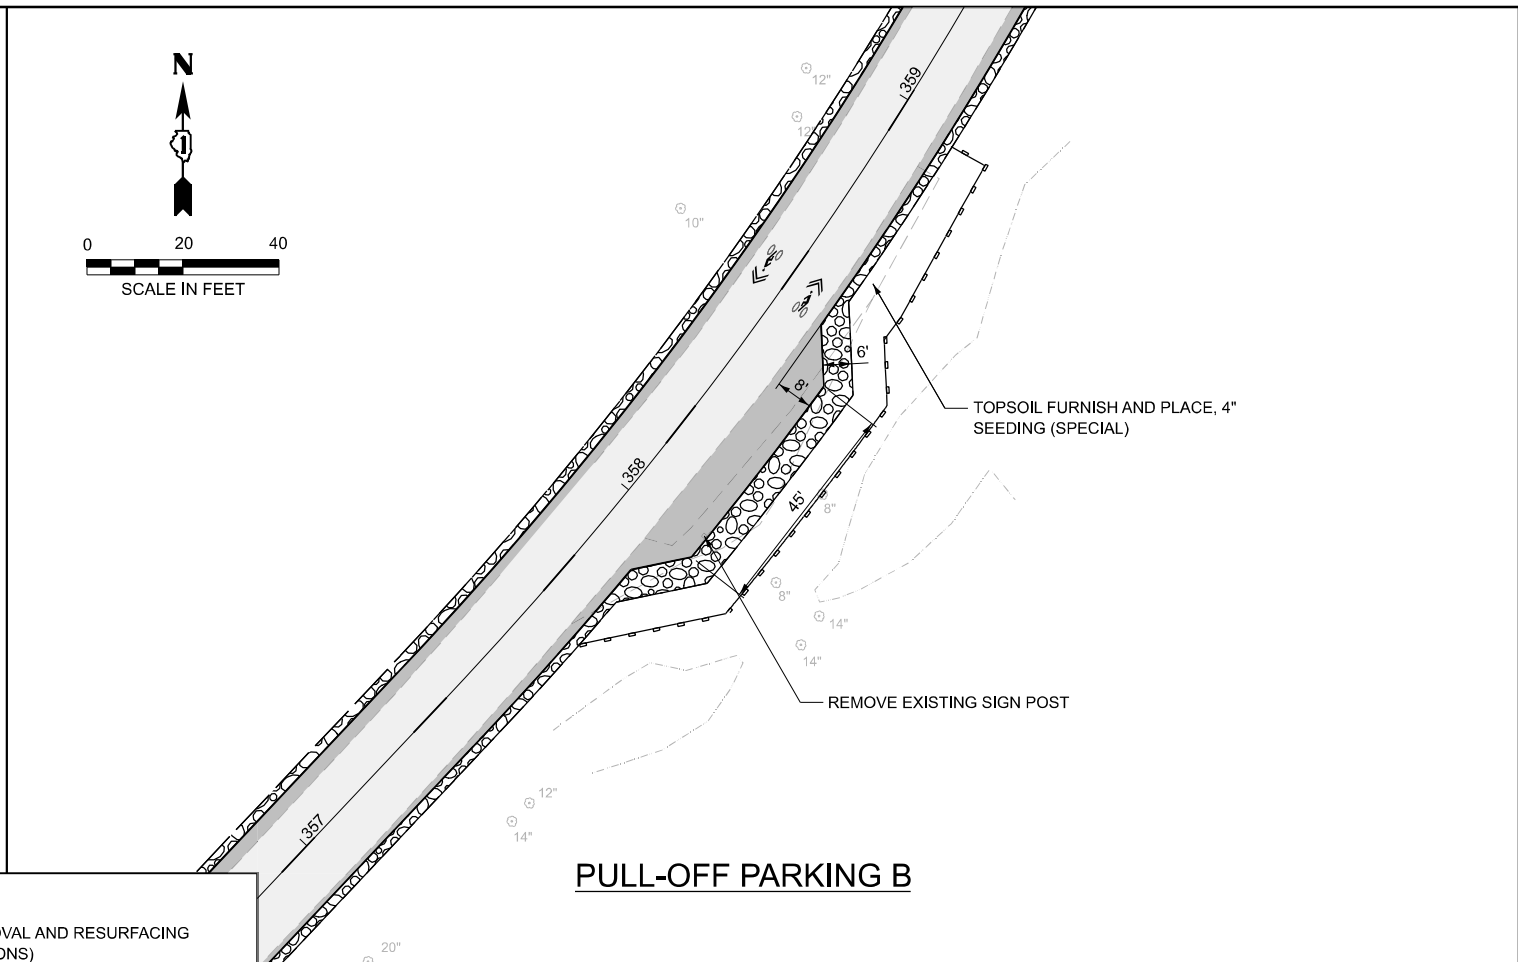 N
1
0 20 40
SCALE IN FEET
12"
12"
10"
359
6'
8'
TOPSOIL FURNISH AND PLACE, 4"
SEEDING (SPECIAL)
358
45'
8"
8"
14"
14"
REMOVE EXISTING SIGN POST
12"
14"
357
PULL-OFF PARKING B
OVAL AND RESURFACING
ONS)
20"